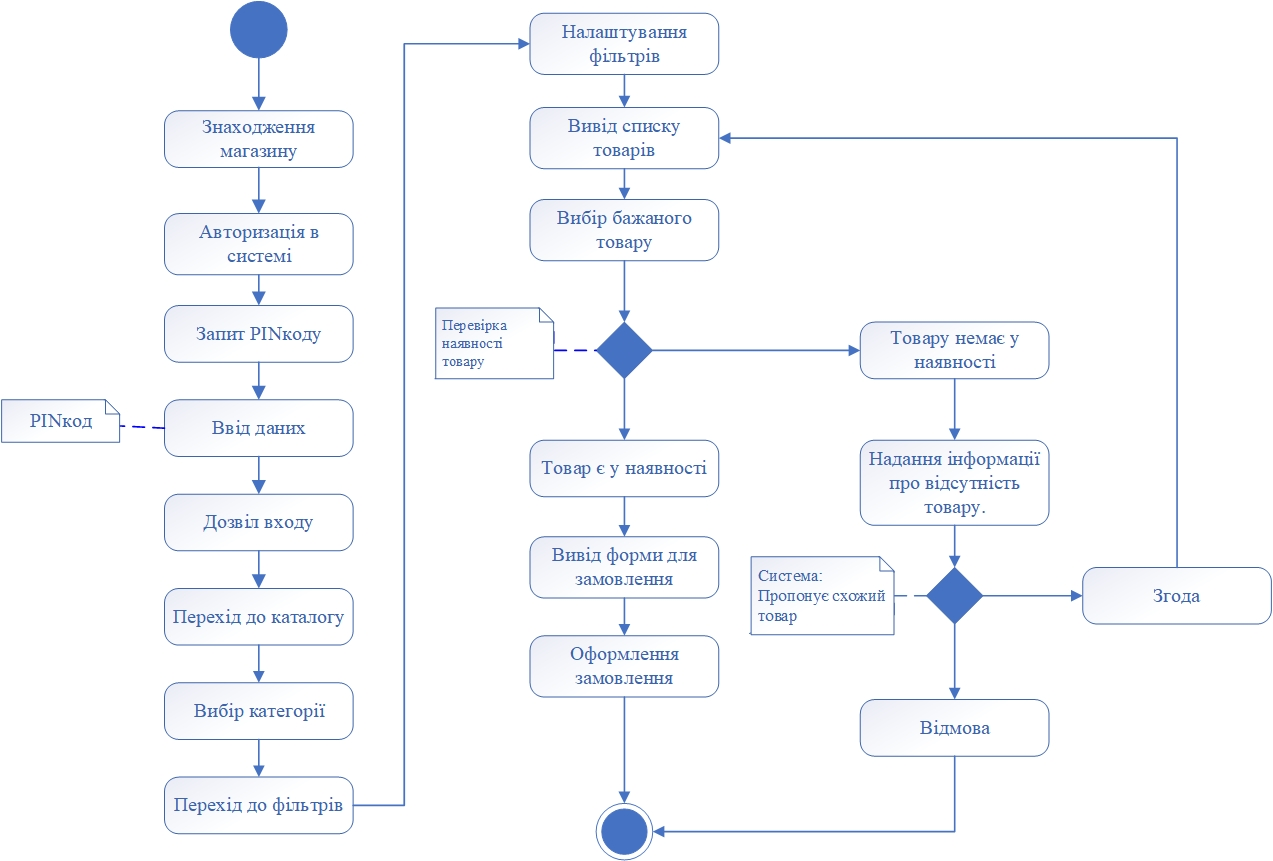 Знаходження
магазину
Авторизація в
системі
Запит PINкоду
PINкод
Ввід даних
Дозвіл входу
Перехід до каталогу
Вибір категорії
Перехід до фільтрів
Налаштування
фільтрів
Вивід списку
товарів
Вибір бажаного
товару
Перевірка
наявності
товару
Товар є у наявності
Вивід форми для
замовлення
Оформлення
замовлення
Товару немає у
наявності
Надання інформації
про відсутність
товару.
Система:
Пропонує схожий
товар
Згода
Відмова